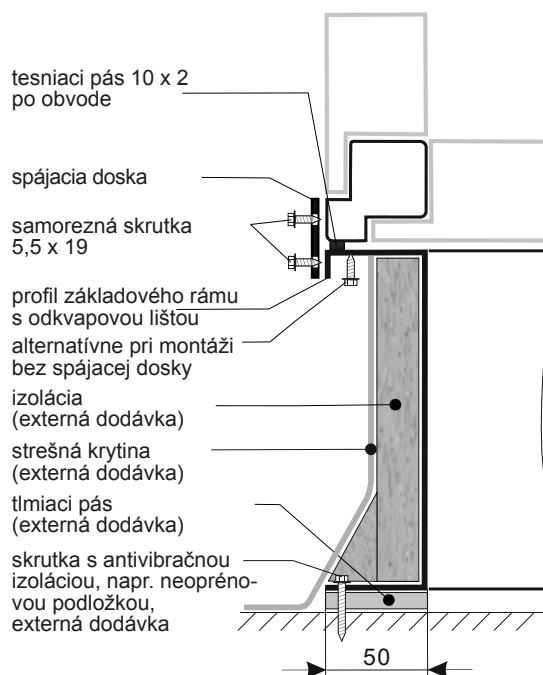 tesniaci pás 10 x 2
po obvode
spájacia doska
samorezná skrutka
5,5 x 19
profil základového rámu
s odkvapovou lištou
alternatívne pri montáži
bez spájacej dosky
izolácia
(externá dodávka)
strešná krytina
(externá dodávka)
tlmiaci pás
(externá dodávka)
skrutka s antivibračnou
izoláciou, napr. neopréno-
vou podložkou,
externá dodávka
50